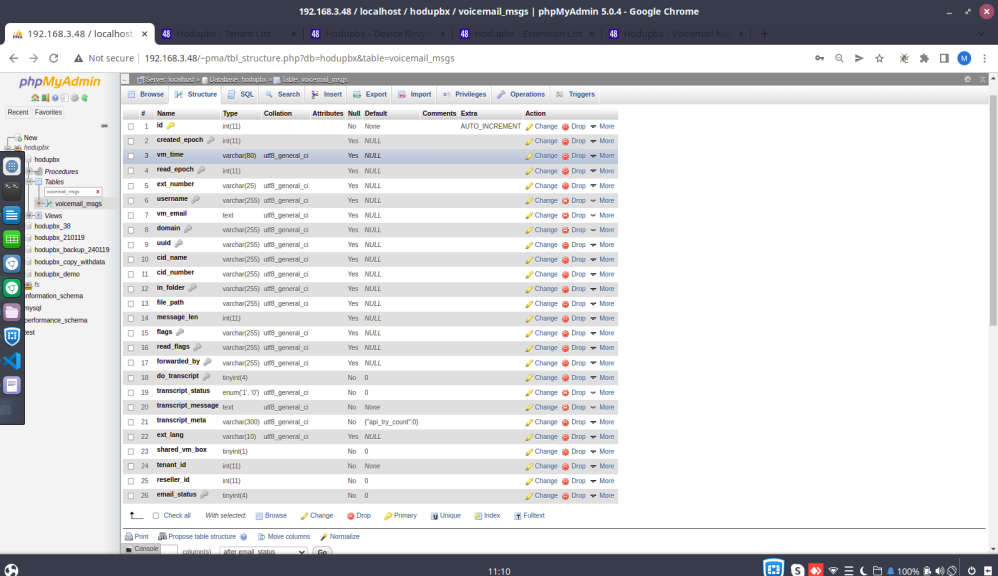 192.168.3.48 / localhost / hodupbx / voicemail_msgs | phpMyAdmin 5.0.4 - Google Chrome
192.168.3.48 / localhost
48 Hodupbx - Tenant List
48
48 Hodupbx - Extension List
48
Not secure | 192.168.3.48/~pma/tbl_structure.php?db=hodupbx&table=voicemail_msgs
M
phpMyAdmin
Recent Favorites
New
hodupbx
hodupbx
Procedures
Tables
voicemail_msgs x
voicemail_msgs
Views
hodupbx_38
hodupbx_210119
hodupbx_backup_240119
hodupbx_copy_withdata
hodupbx_demo
fs
information_schema
mysql
performance_schema
test
Server: localhost » Database: hodupbx » Table: voicemail_msgs
Browse Structure SQL Search Insert Export Import Privileges Operations Triggers
# Name Type Collation Attributes Null Default Comments Extra Action
1 id int(11) No None AUTO_INCREMENT Change Drop More
2 created_epoch int(11) Yes NULL Change Drop More
3 vm_time varchar(80) utf8_general_ci Yes NULL Change Drop More
4 read_epoch int(11) Yes NULL Change Drop More
5 ext_number varchar(25) utf8_general_ci Yes NULL Change Drop More
6 username varchar(255) utf8_general_ci Yes NULL Change Drop More
7 vm_email text utf8_general_ci Yes NULL Change Drop More
8 domain varchar(255) utf8_general_ci Yes NULL Change Drop More
9 uuid varchar(255) utf8_general_ci Yes NULL Change Drop More
10 cid_name varchar(255) utf8_general_ci Yes NULL Change Drop More
11 cid_number varchar(255) utf8_general_ci Yes NULL Change Drop More
12 in_folder varchar(255) utf8_general_ci Yes NULL Change Drop More
13 file_path varchar(255) utf8_general_ci Yes NULL Change Drop More
14 message_len int(11) Yes NULL Change Drop More
15 flags varchar(255) utf8_general_ci Yes NULL Change Drop More
16 read_flags varchar(255) utf8_general_ci Yes NULL Change Drop More
17 forwarded_by varchar(255) utf8_general_ci Yes NULL Change Drop More
18 do_transcript tinyint(4) No 0 Change Drop More
19 transcript_status enum('1', '0') utf8_general_ci No 0 Change Drop More
20 transcript_message text utf8_general_ci No None Change Drop More
21 transcript_meta varchar(300) utf8_general_ci No {"api_try_count":0} Change Drop More
22 ext_lang varchar(10) utf8_general_ci Yes NULL Change Drop More
23 shared_vm_box tinyint(1) No 0 Change Drop More
24 tenant_id int(11) No None Change Drop More
25 reseller_id int(11) No 0 Change Drop More
26 email_status tinyint(4) No 0 Change Drop More
Check all With selected: Browse Change Drop Primary Unique Index Fulltext
Print Propose table structure Move columns Normalize
Console column(s) after email_status Go
11:10
100%